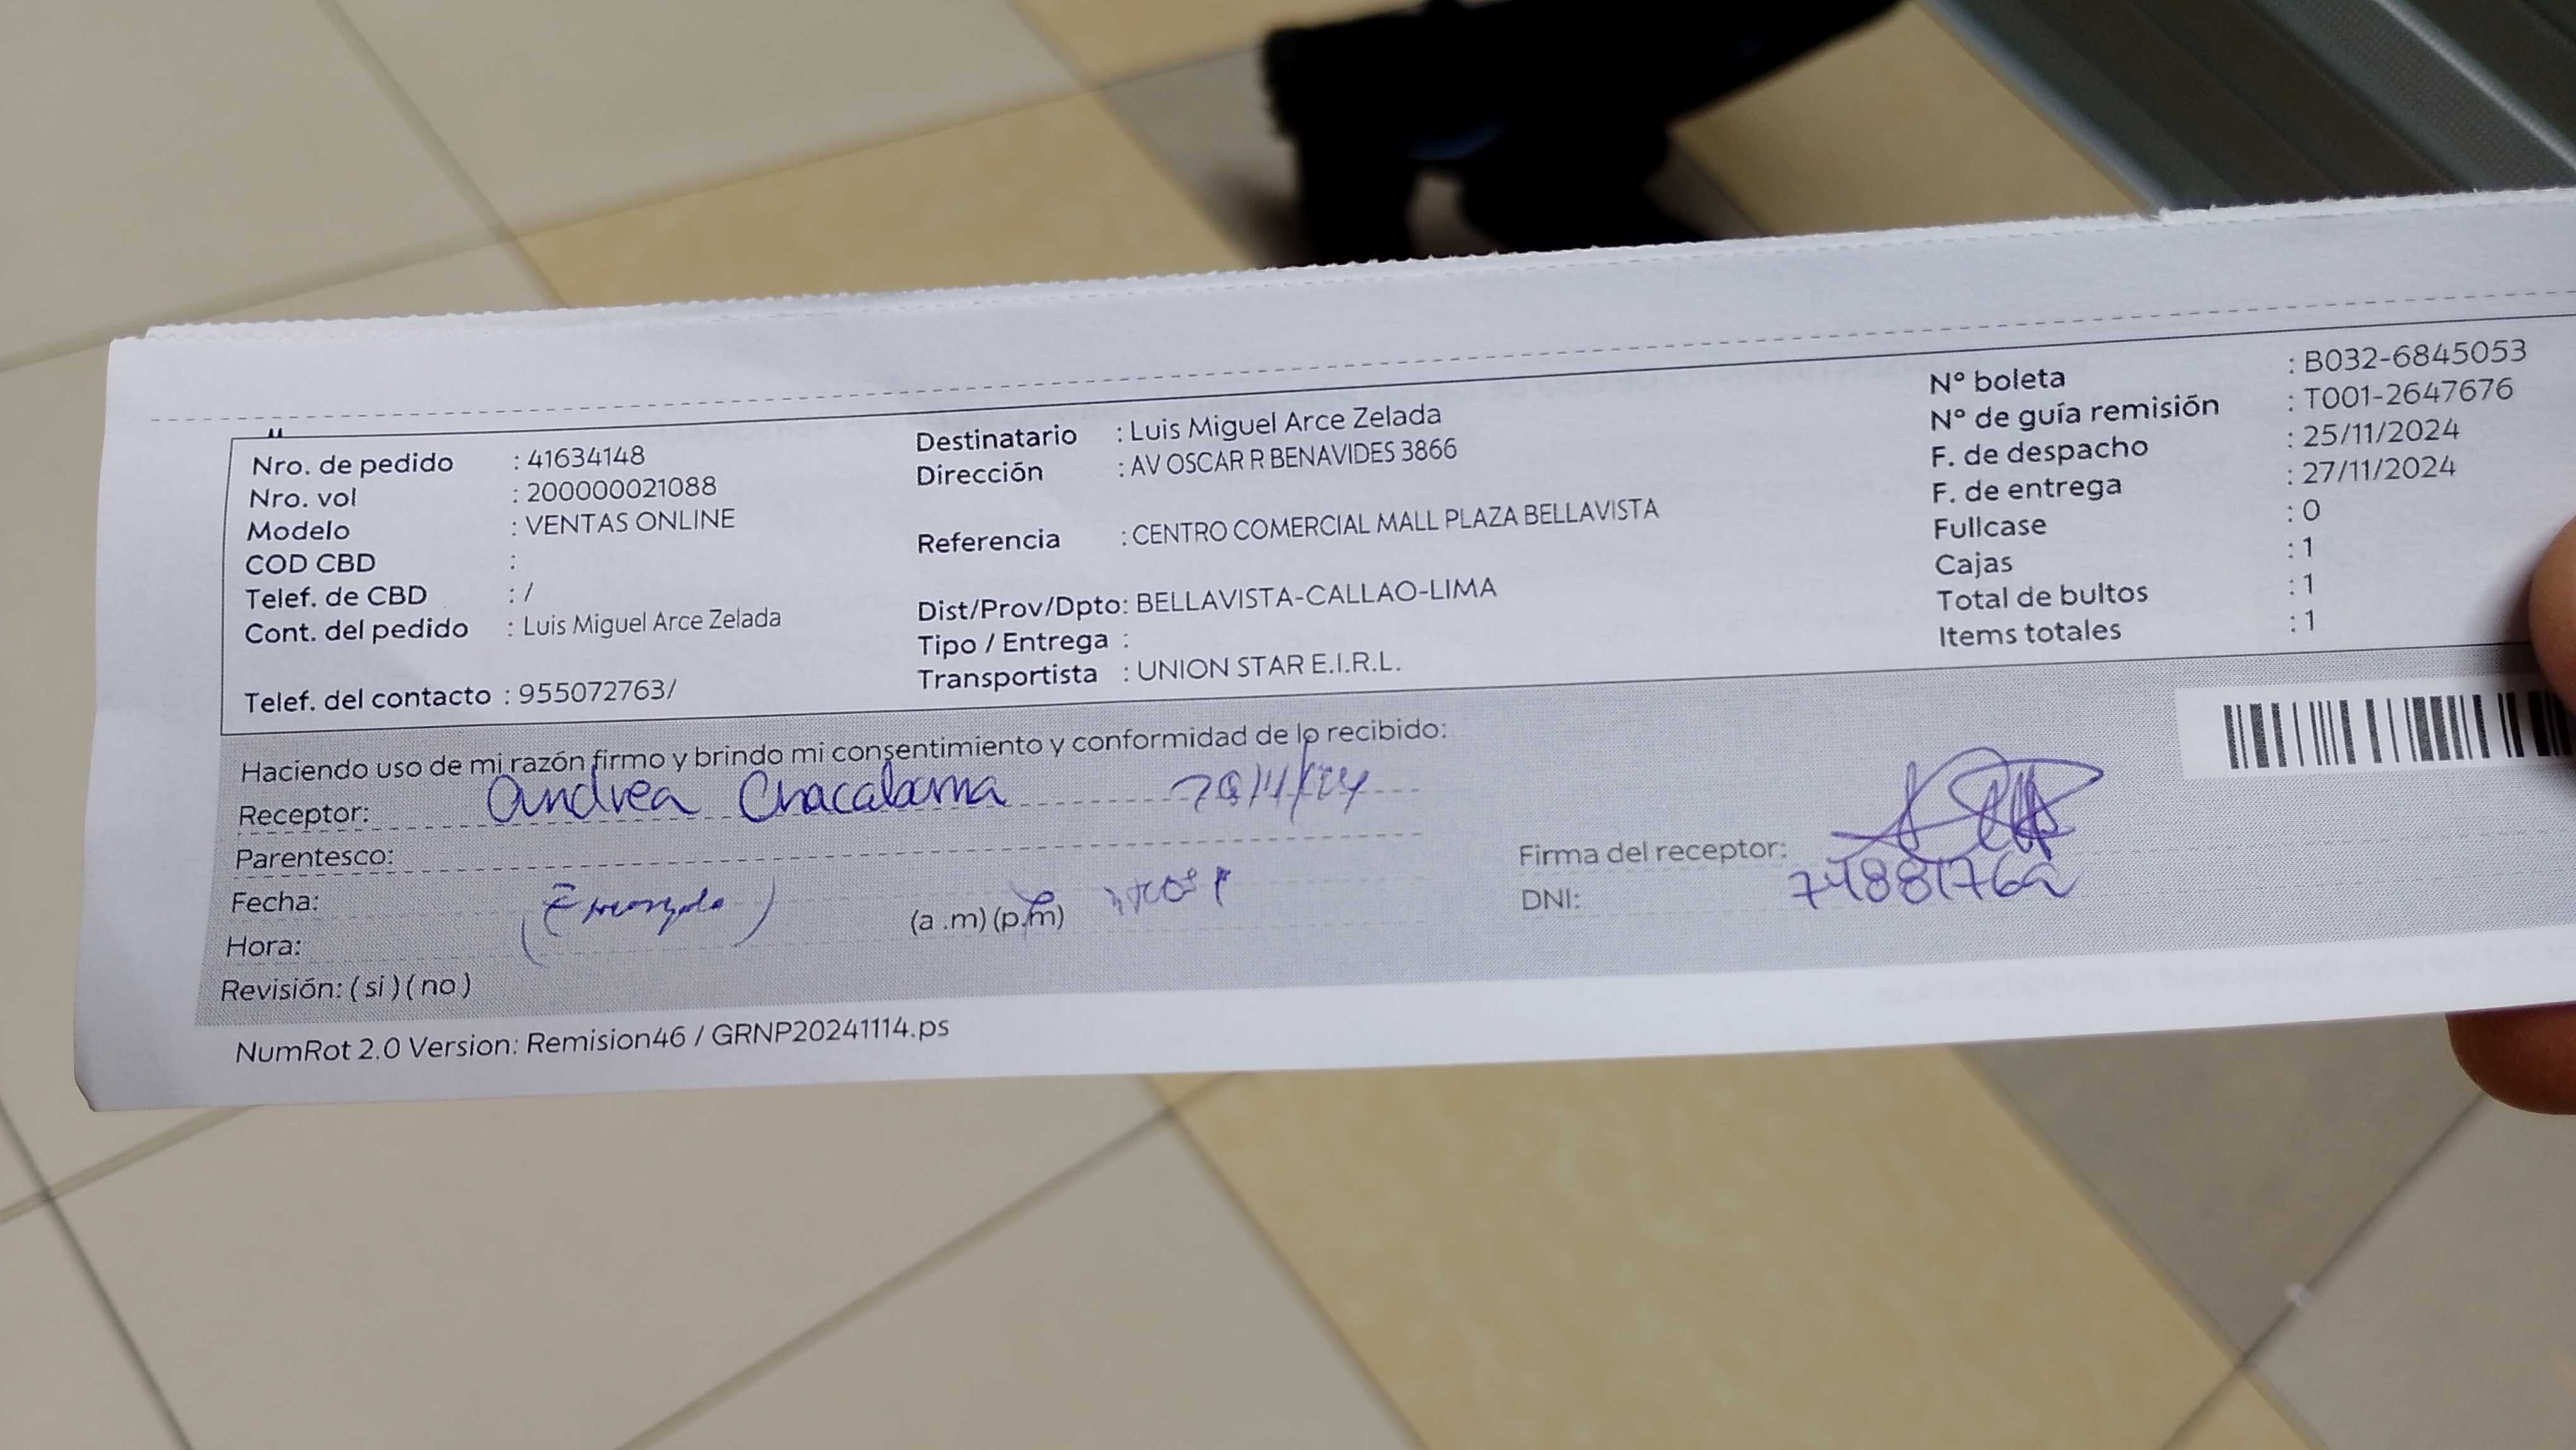 Nro. de pedido : 41634148
Nro. vol : 200000021088
Modelo : VENTAS ONLINE
COD CBD :
Telef. de CBD : /
Cont. del pedido : Luis Miguel Arce Zelada
Telef. del contacto : 955072763/
Destinatario : Luis Miguel Arce Zelada
Dirección : AV OSCAR R BENAVIDES 3866
Referencia : CENTRO COMERCIAL MALL PLAZA BELLAVISTA
Dist/Prov/Dpto: BELLAVISTA-CALLAO-LIMA
Tipo / Entrega :
Transportista : UNION STAR E.I.R.L.
N° boleta : B032-6845053
N° de guía remisión : T001-2647676
F. de despacho : 25/11/2024
F. de entrega : 27/11/2024
Fullcase : 0
Cajas : 1
Total de bultos : 1
Items totales : 1
Haciendo uso de mi razón firmo y brindo mi consentimiento y conformidad de lo recibido:
Receptor: Andrea
Parentesco:
Fecha:
Hora: (a .m) (p.m)
Revisión: ( si ) ( no )
Firma del receptor:
DNI:
NumRot 2.0 Version: Remision46 / GRNP20241114.ps